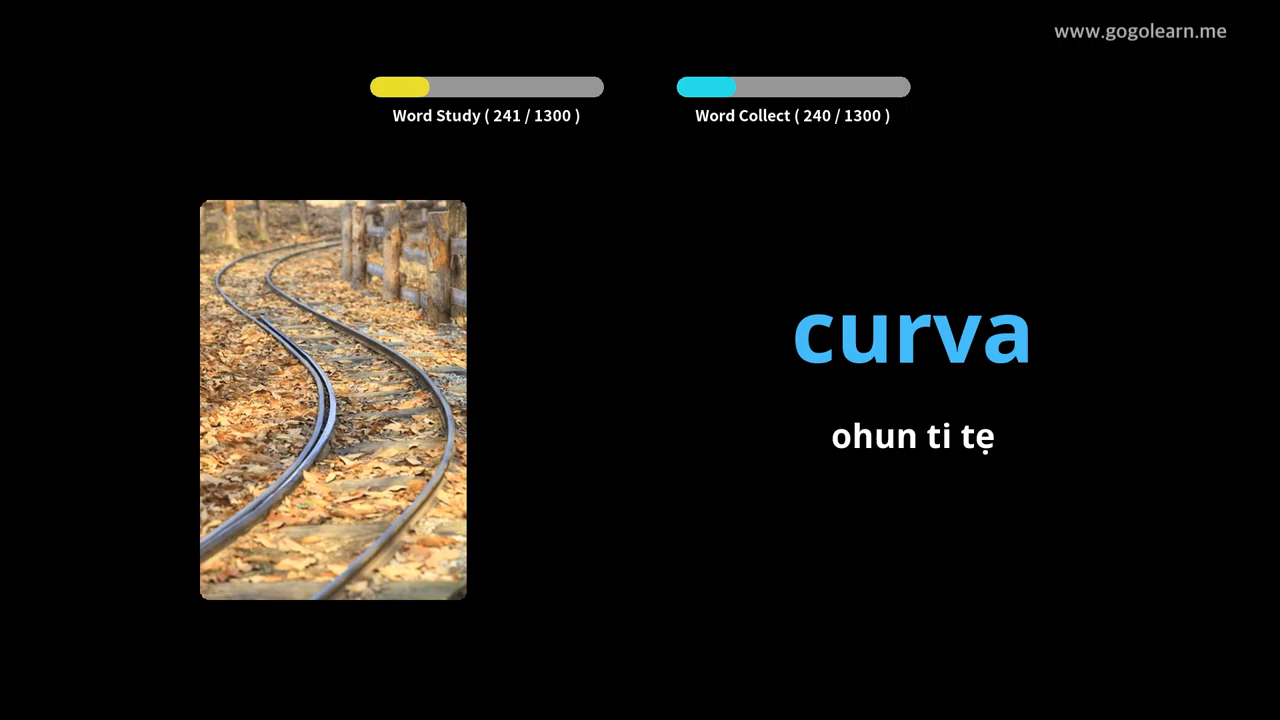 www.gogolearn.me
Word Study ( 241 / 1300 )
Word Collect ( 240 / 1300 )
curva
ohun ti tẹ